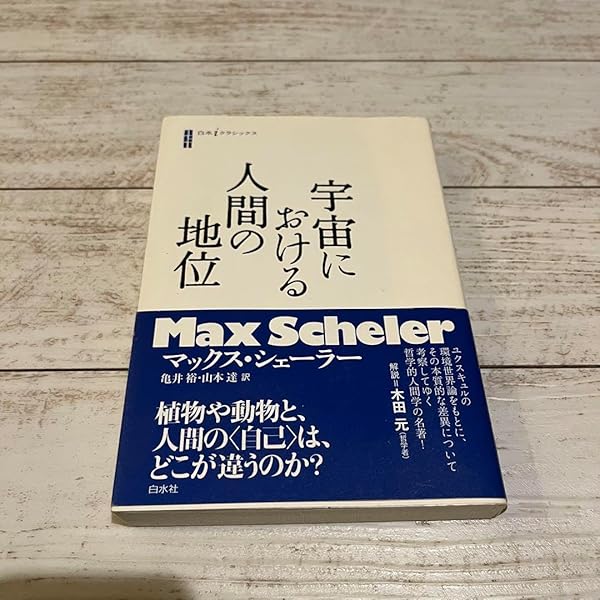 白水iクラシックス
宇宙に
おける
人間の
地位
Max Scheler
マックス・シェーラー
亀井 裕・山本 達 訳
ユクスキュルの
環境世界論をもとに、
その本質的な差異について
考察してゆく
哲学的人間学の名著！
解説=木田 元(哲学者)
植物や動物と、
人間の〈自己〉は、
どこが違うのか?
白水社